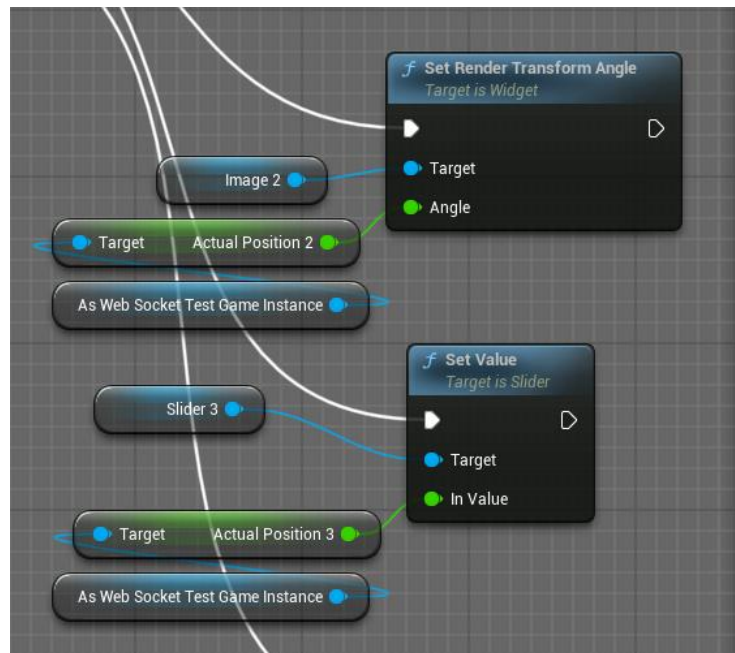 f Set Render Transform Angle
Target is Widget
Image 2
Target
Angle
Target Actual Position 2
As Web Socket Test Game Instance
f Set Value
Target is Slider
Slider 3
Target
In Value
Target Actual Position 3
As Web Socket Test Game Instance